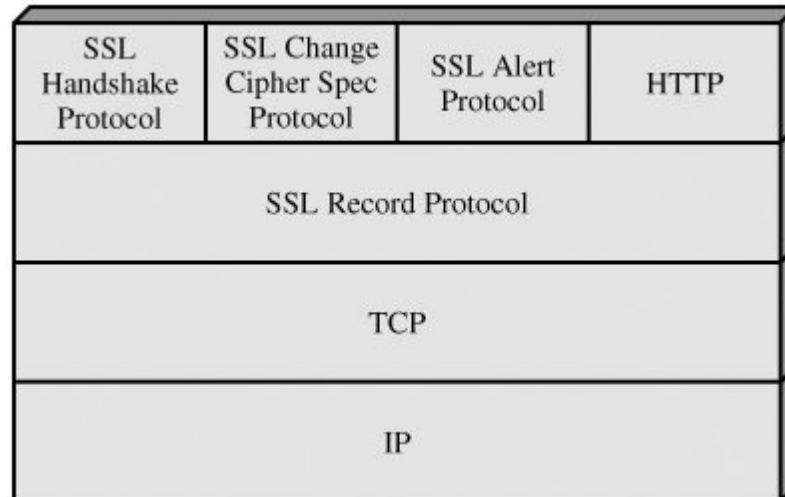 SSL
Handshake
Protocol
SSL Change
Cipher Spec
Protocol
SSL Alert
Protocol
HTTP
SSL Record Protocol
TCP
IP